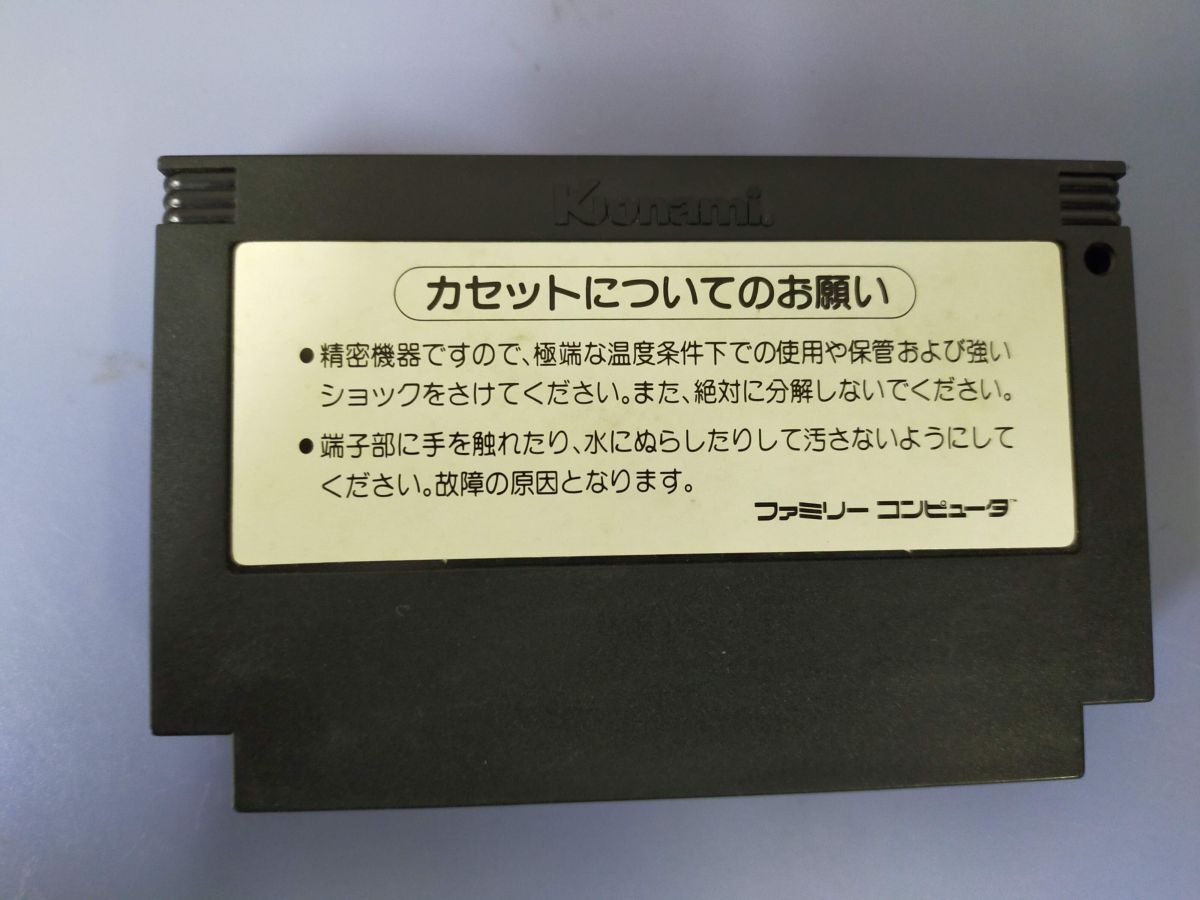 Konami®
カセットについてのお願い
●精密機器ですので、極端な温度条件下での使用や保管および強い
ショックをさけてください。また、絶対に分解しないでください。
●端子部に手を触れたり、水にぬらしたりして汚さないようにして
ください。故障の原因となります。
ファミリー コンピュータ™